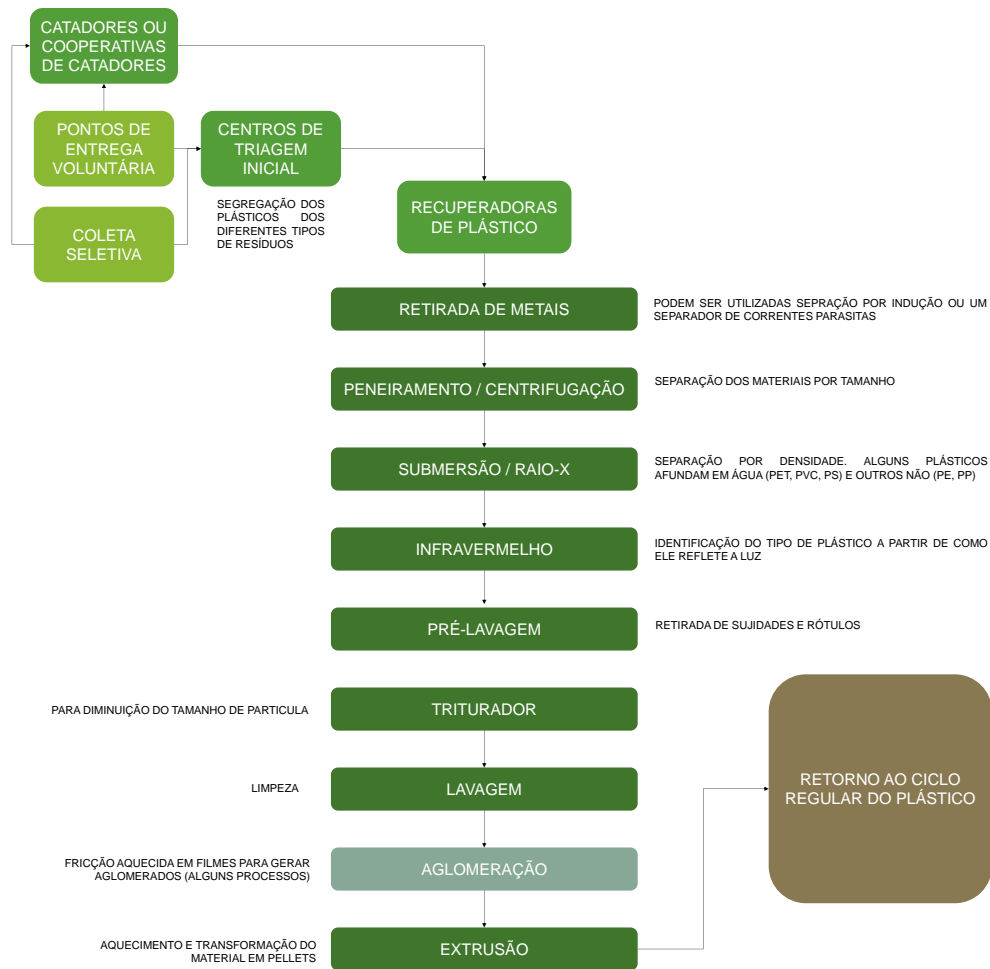 CATADORES OU
COOPERATIVAS
DE CATADORES
PONTOS DE
ENTREGA
VOLUNTÁRIA
CENTROS DE
TRIAGEM
INICIAL
SEGREGAÇÃO DOS
PLÁSTICOS DOS
DIFERENTES TIPOS
DE RESÍDUOS
COLETA
SELETIVA
RECUPERADORAS
DE PLÁSTICO
RETIRADA DE METAIS
PODEM SER UTILIZADAS SEPRAÇÃO POR INDUÇÃO OU UM
SEPARADOR DE CORRENTES PARASITAS
PENEIRAMENTO / CENTRIFUGAÇÃO
SEPARAÇÃO DOS MATERIAIS POR TAMANHO
SUBMERSÃO / RAIO-X
SEPARAÇÃO POR DENSIDADE. ALGUNS PLÁSTICOS
AFUNDAM EM ÁGUA (PET, PVC, PS) E OUTROS NÃO (PE, PP)
INFRAVERMELHO
IDENTIFICAÇÃO DO TIPO DE PLÁSTICO A PARTIR DE COMO
ELE REFLETE A LUZ
PRÉ-LAVAGEM
RETIRADA DE SUJIDADES E RÓTULOS
PARA DIMINUIÇÃO DO TAMANHO DE PARTICULA
TRITURADOR
LIMPEZA
LAVAGEM
FRICÇÃO AQUECIDA EM FILMES PARA GERAR
AGLOMERADOS (ALGUNS PROCESSOS)
AGLOMERAÇÃO
AQUECIMENTO E TRANSFORMAÇÃO DO
MATERIAL EM PELLETS
EXTRUSÃO
RETORNO AO CICLO
REGULAR DO PLÁSTICO